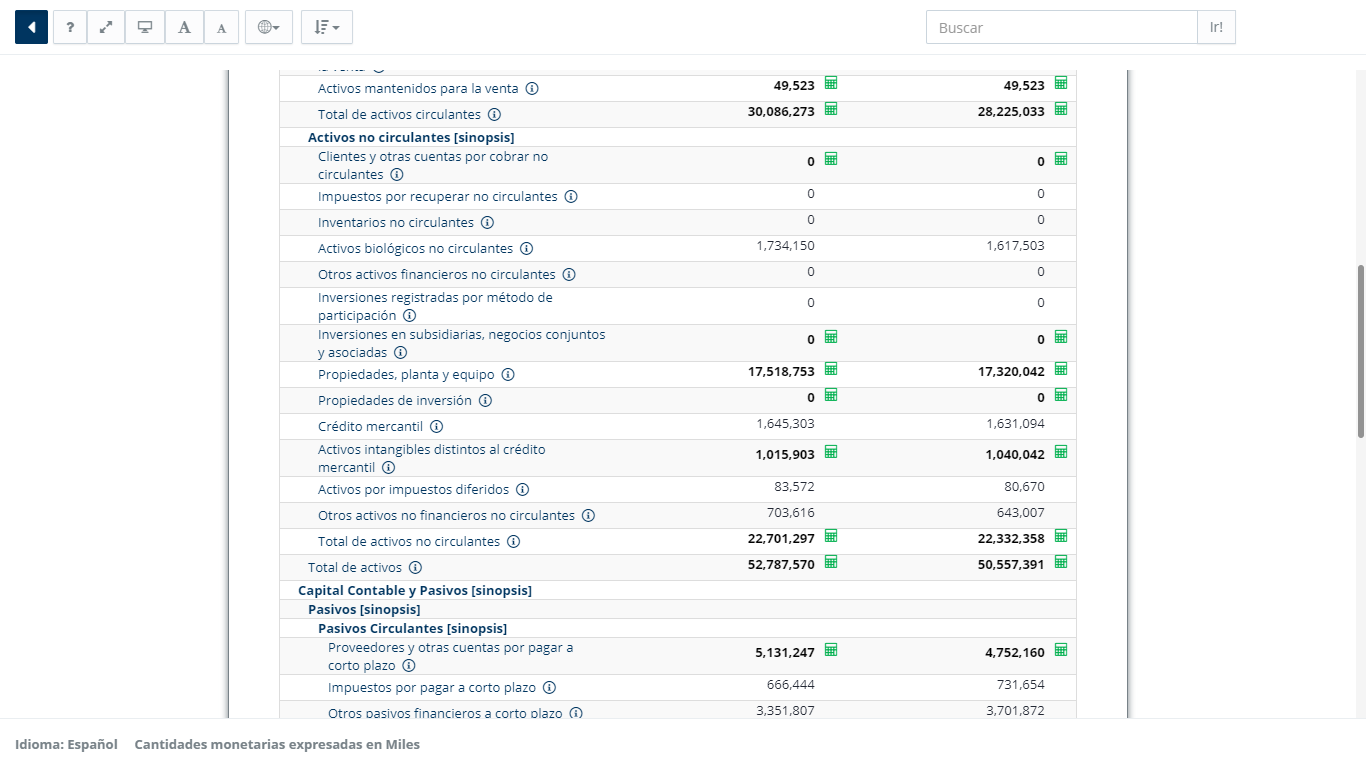 ? A A
Buscar Ir!
la venta
Activos mantenidos para la venta 49,523 49,523
Total de activos circulantes 30,086,273 28,225,033
Activos no circulantes [sinopsis]
Clientes y otras cuentas por cobrar no
circulantes 0 0
Impuestos por recuperar no circulantes 0 0
Inventarios no circulantes 0 0
Activos biológicos no circulantes 1,734,150 1,617,503
Otros activos financieros no circulantes 0 0
Inversiones registradas por método de
participación 0 0
Inversiones en subsidiarias, negocios conjuntos
y asociadas 0 0
Propiedades, planta y equipo 17,518,753 17,320,042
Propiedades de inversión 0 0
Crédito mercantil 1,645,303 1,631,094
Activos intangibles distintos al crédito
mercantil 1,015,903 1,040,042
Activos por impuestos diferidos 83,572 80,670
Otros activos no financieros no circulantes 703,616 643,007
Total de activos no circulantes 22,701,297 22,332,358
Total de activos 52,787,570 50,557,391
Capital Contable y Pasivos [sinopsis]
Pasivos [sinopsis]
Pasivos Circulantes [sinopsis]
Proveedores y otras cuentas por pagar a
corto plazo 5,131,247 4,752,160
Impuestos por pagar a corto plazo 666,444 731,654
Otros pasivos financieros a corto plazo 3,351,807 3,701,872
Idioma: Español Cantidades monetarias expresadas en Miles